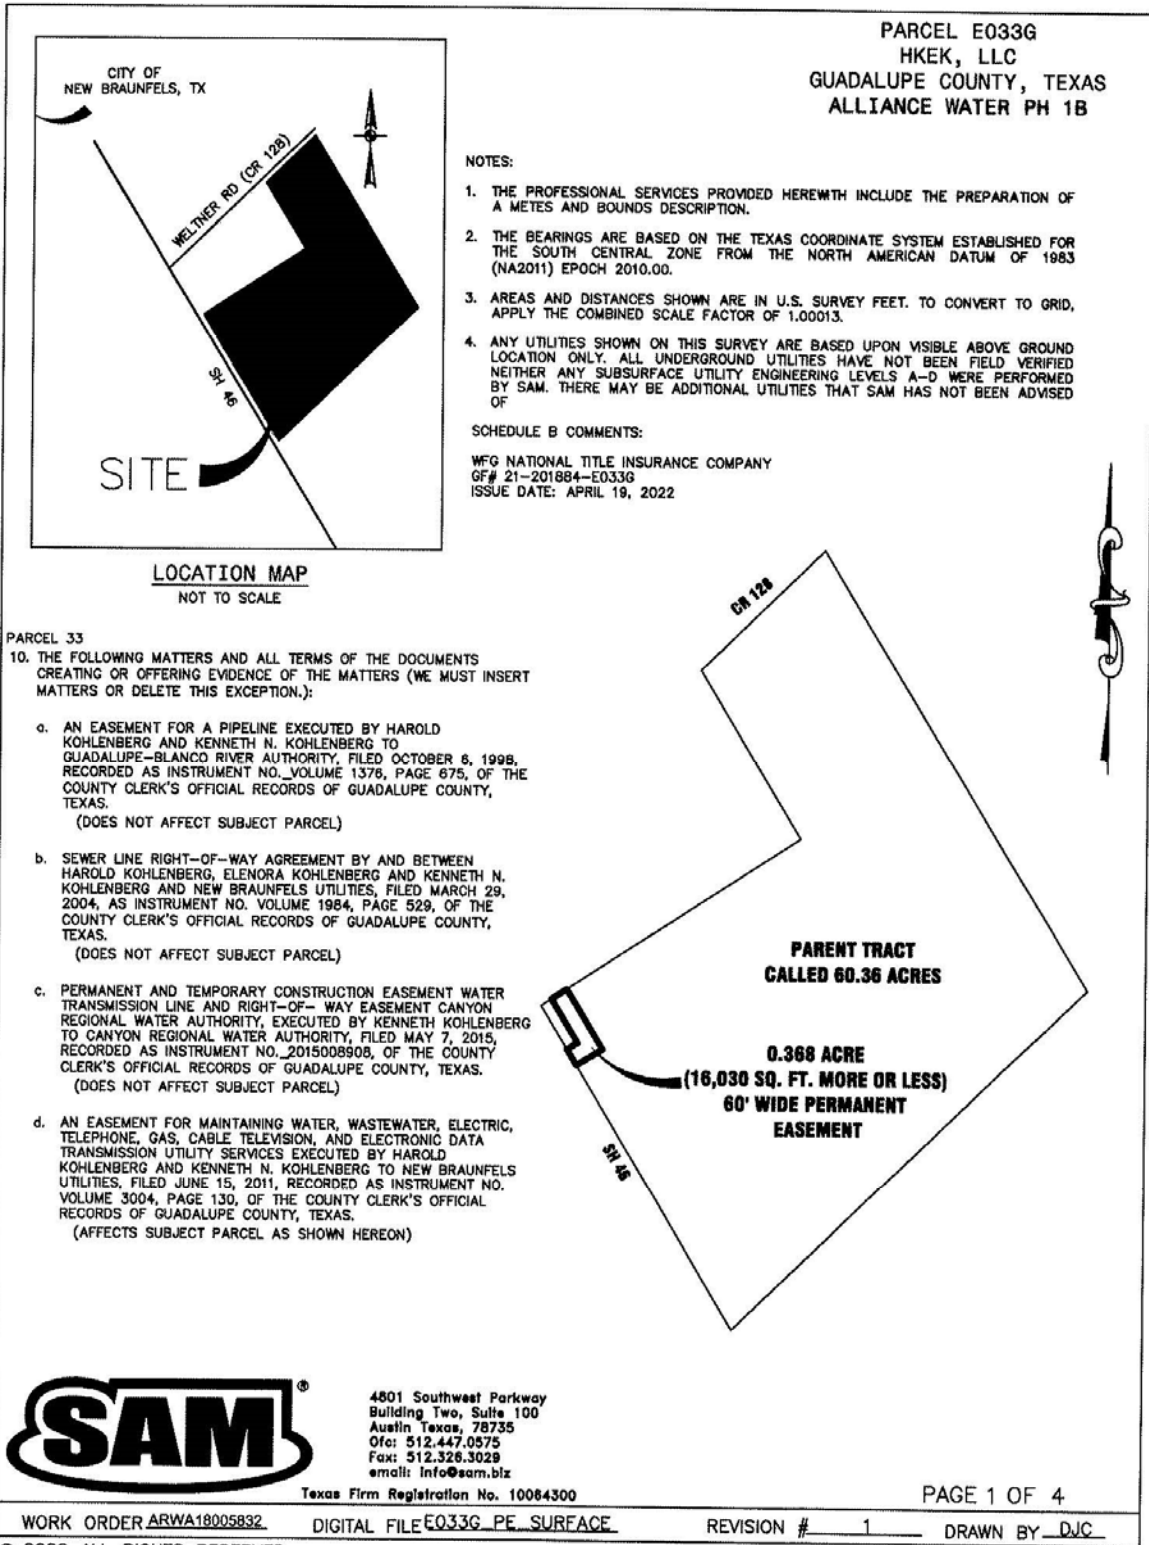 PARCEL E033G
HKEK, LLC
GUADALUPE COUNTY, TEXAS
ALLIANCE WATER PH 1B
CITY OF
NEW BRAUNFELS, TX
WELTNER RD (CR 128)
SH 46
SITE
LOCATION MAP
NOT TO SCALE
NOTES:
1. THE PROFESSIONAL SERVICES PROVIDED HEREWITH INCLUDE THE PREPARATION OF
A METES AND BOUNDS DESCRIPTION.
2. THE BEARINGS ARE BASED ON THE TEXAS COORDINATE SYSTEM ESTABLISHED FOR
THE SOUTH CENTRAL ZONE FROM THE NORTH AMERICAN DATUM OF 1983
(NA2011) EPOCH 2010.00.
3. AREAS AND DISTANCES SHOWN ARE IN U.S. SURVEY FEET. TO CONVERT TO GRID,
APPLY THE COMBINED SCALE FACTOR OF 1.00013.
4. ANY UTILITIES SHOWN ON THIS SURVEY ARE BASED UPON VISIBLE ABOVE GROUND
LOCATION ONLY. ALL UNDERGROUND UTILITIES HAVE NOT BEEN FIELD VERIFIED
NEITHER ANY SUBSURFACE UTILITY ENGINEERING LEVELS A-D WERE PERFORMED
BY SAM. THERE MAY BE ADDITIONAL UTILITIES THAT SAM HAS NOT BEEN ADVISED
OF
SCHEDULE B COMMENTS:
WFG NATIONAL TITLE INSURANCE COMPANY
GF# 21-201884-E033G
ISSUE DATE: APRIL 19, 2022
PARCEL 33
10. THE FOLLOWING MATTERS AND ALL TERMS OF THE DOCUMENTS
CREATING OR OFFERING EVIDENCE OF THE MATTERS (WE MUST INSERT
MATTERS OR DELETE THIS EXCEPTION.):
a. AN EASEMENT FOR A PIPELINE EXECUTED BY HAROLD
KOHLENBERG AND KENNETH N. KOHLENBERG TO
GUADALUPE-BLANCO RIVER AUTHORITY, FILED OCTOBER 6, 1998,
RECORDED AS INSTRUMENT NO._VOLUME 1376, PAGE 675, OF THE
COUNTY CLERK'S OFFICIAL RECORDS OF GUADALUPE COUNTY,
TEXAS.
(DOES NOT AFFECT SUBJECT PARCEL)
b. SEWER LINE RIGHT-OF-WAY AGREEMENT BY AND BETWEEN
HAROLD KOHLENBERG, ELENORA KOHLENBERG AND KENNETH N.
KOHLENBERG AND NEW BRAUNFELS UTILITIES, FILED MARCH 29,
2004, AS INSTRUMENT NO. VOLUME 1984, PAGE 529, OF THE
COUNTY CLERK'S OFFICIAL RECORDS OF GUADALUPE COUNTY,
TEXAS.
(DOES NOT AFFECT SUBJECT PARCEL)
c. PERMANENT AND TEMPORARY CONSTRUCTION EASEMENT WATER
TRANSMISSION LINE AND RIGHT-OF- WAY EASEMENT CANYON
REGIONAL WATER AUTHORITY, EXECUTED BY KENNETH KOHLENBERG
TO CANYON REGIONAL WATER AUTHORITY, FILED MAY 7, 2015,
RECORDED AS INSTRUMENT NO._2015008908, OF THE COUNTY
CLERK'S OFFICIAL RECORDS OF GUADALUPE COUNTY, TEXAS.
(DOES NOT AFFECT SUBJECT PARCEL)
d. AN EASEMENT FOR MAINTAINING WATER, WASTEWATER, ELECTRIC,
TELEPHONE, GAS, CABLE TELEVISION, AND ELECTRONIC DATA
TRANSMISSION UTILITY SERVICES EXECUTED BY HAROLD
KOHLENBERG AND KENNETH N. KOHLENBERG TO NEW BRAUNFELS
UTILITIES, FILED JUNE 15, 2011, RECORDED AS INSTRUMENT NO.
VOLUME 3004, PAGE 130, OF THE COUNTY CLERK'S OFFICIAL
RECORDS OF GUADALUPE COUNTY, TEXAS.
(AFFECTS SUBJECT PARCEL AS SHOWN HEREON)
CR 128
PARENT TRACT
CALLED 60.36 ACRES
0.368 ACRE
(16,030 SQ. FT. MORE OR LESS)
60' WIDE PERMANENT
EASEMENT
SH 46
SAM®
4801 Southwest Parkway
Building Two, Suite 100
Austin Texas, 78735
Ofc: 512.447.0575
Fax: 512.326.3029
email: info@sam.biz
Texas Firm Registration No. 10064300
PAGE 1 OF 4
WORK ORDER ARWA18005832 DIGITAL FILE E033G_PE_SURFACE REVISION # 1 DRAWN BY DJC